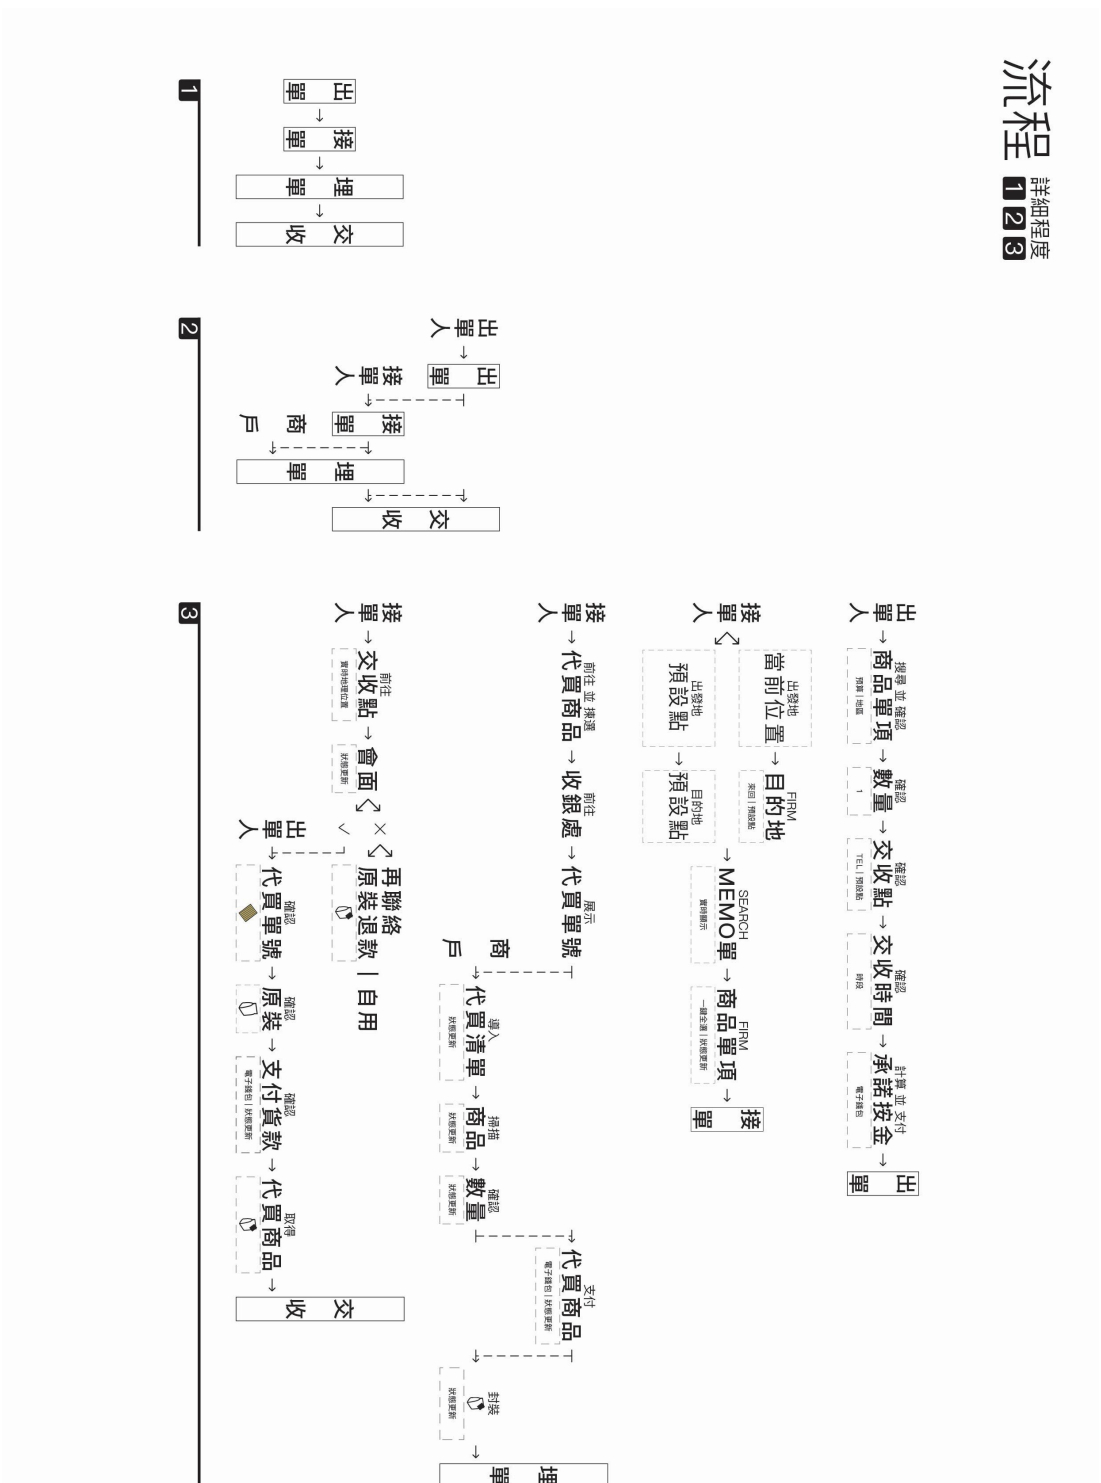 流程 詳細程度
1 2 3
1
出單
→
接單
→
埋單
→
交收
2
出單人
→
出單
接單人
接單
商戶
埋單
交收
3
出單人 → 搜尋 並 確認 商品單項 → 確認 數量 → 確認 交收點 → 確認 交收時間 → 計算 並 支付 承諾按金 → 出單
預算 | 地區
1
TEL | 預設點
時段
電子錢包
接單人
出發地 當前位置 → FIRM 目的地
來回 | 預設點
出發地 預設點 → 目的地 預設點
→ SEARCH MEMO單 → FIRM 商品單項 → 接單
實時顯示
一鍵全選 | 狀態更新
接單人 → 前往 並 揀選 代買商品 → 前往 收銀處 → 展示 代買單號
商戶
導入 代買清單 → 掃描 商品 → 確認 數量
狀態更新
狀態更新
狀態更新
支付 代買商品
電子錢包 | 狀態更新
封裝
狀態更新
→
埋單
接單人 → 前往 交收點 → 會面
實時地理位置
狀態更新
✓ ×
再聯絡
原裝退款 | 自用
出單人
確認 代買單號 → 確認 原裝 → 確認 支付貨款 → 取得 代買商品 → 交收
電子錢包 | 狀態更新